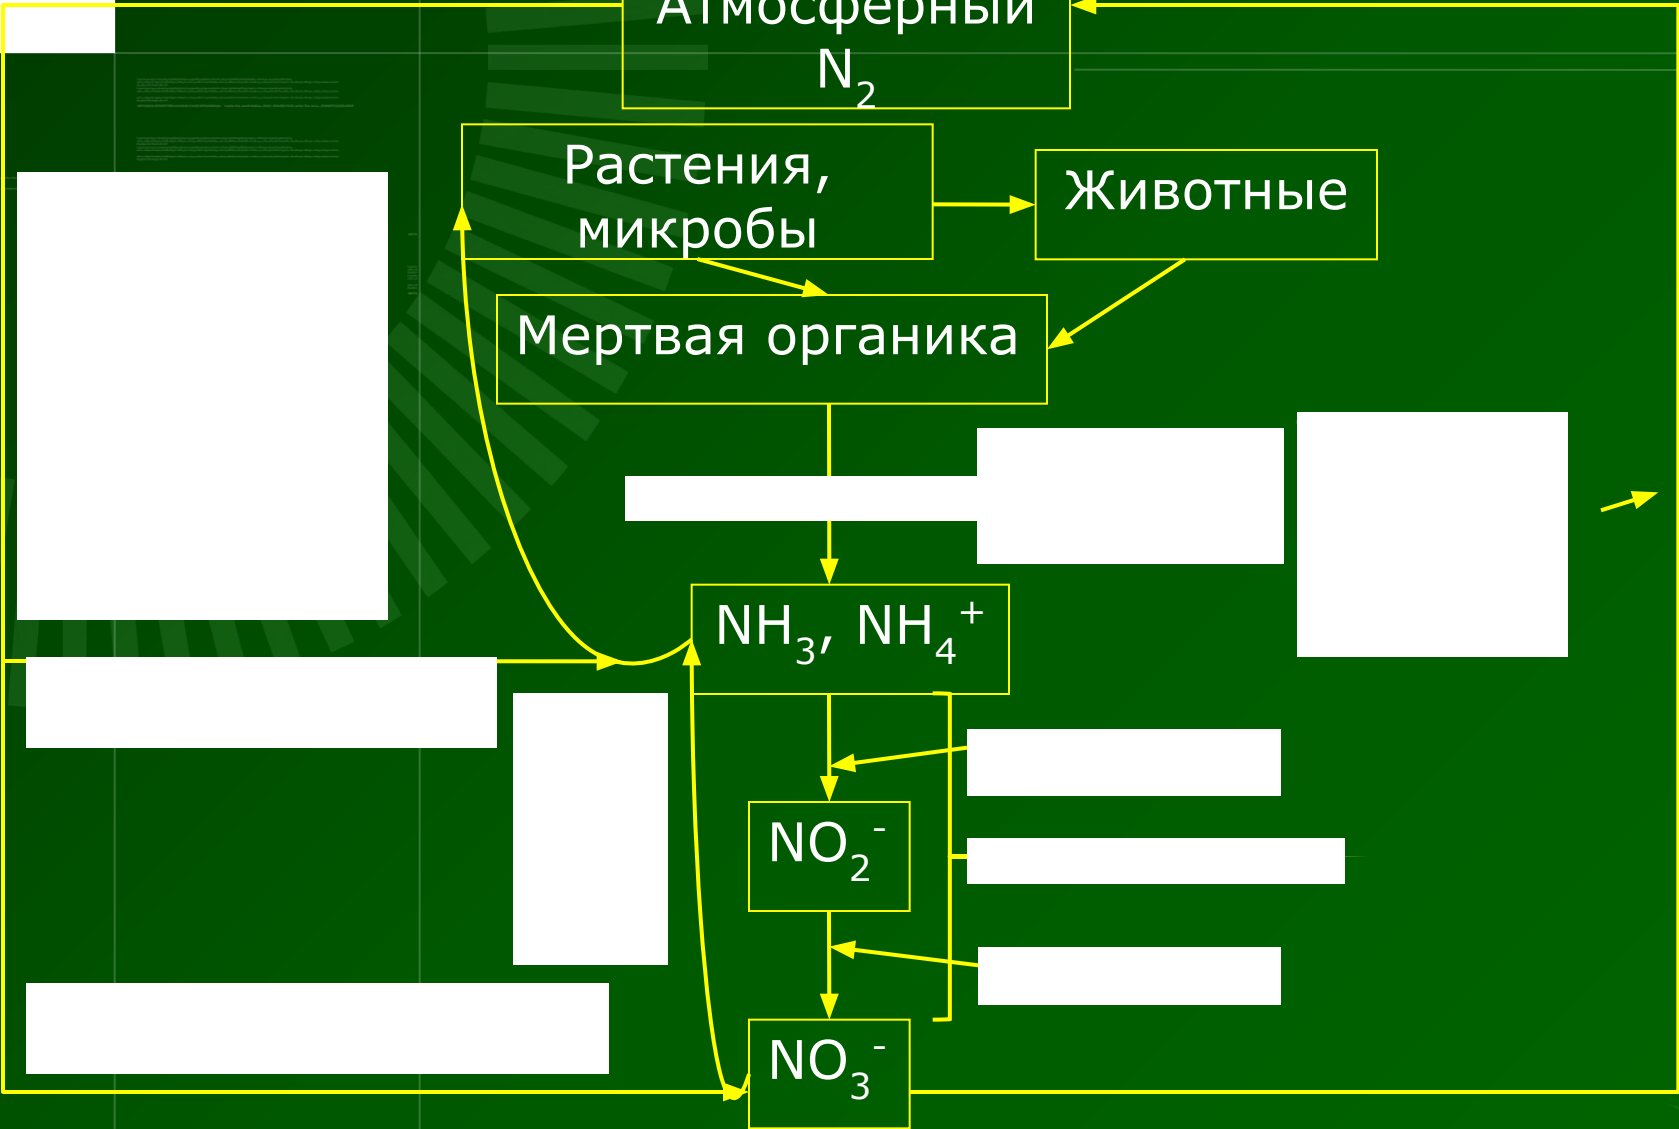 Атмосферный
N₂
Растения,
микробы
Животные
Мертвая органика
NH₃, NH₄⁺
NO₂⁻
NO₃⁻